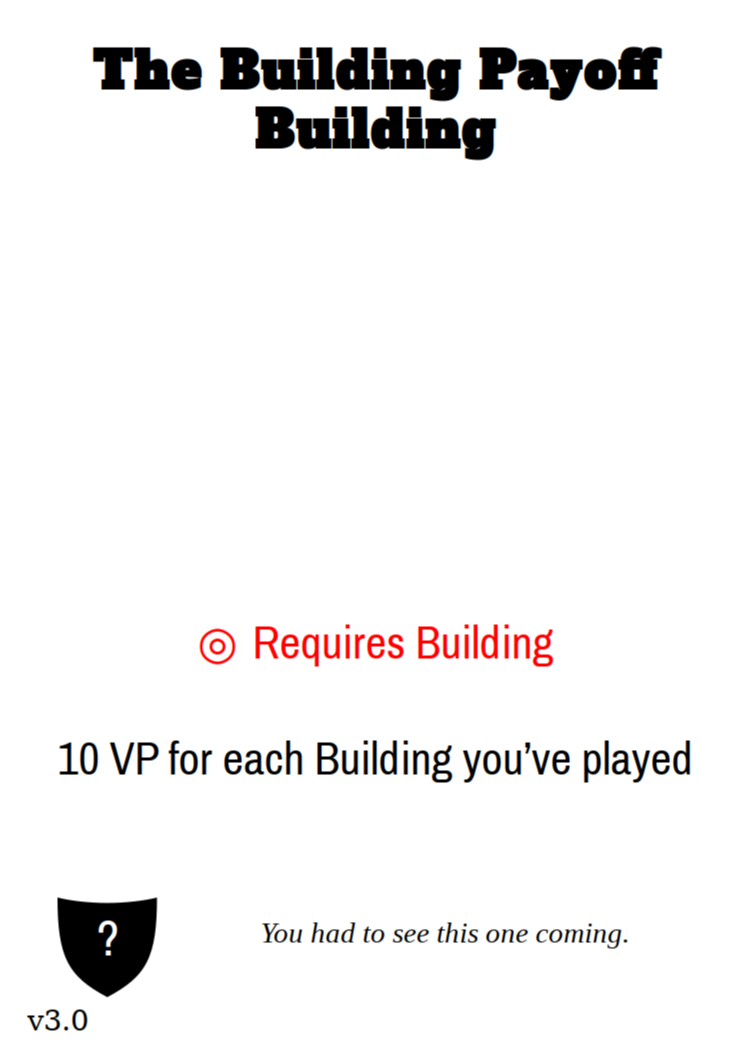 The Building Payoff
Building
◎ Requires Building
10 VP for each Building you’ve played
?
You had to see this one coming.
v3.0